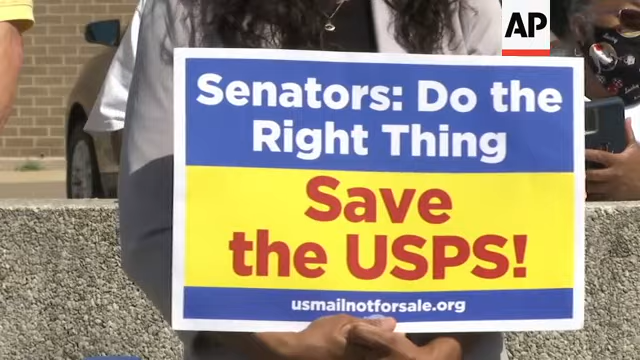 AP
Senators: Do the
Right Thing
Save
the USPS!
usmailnotforsale.org